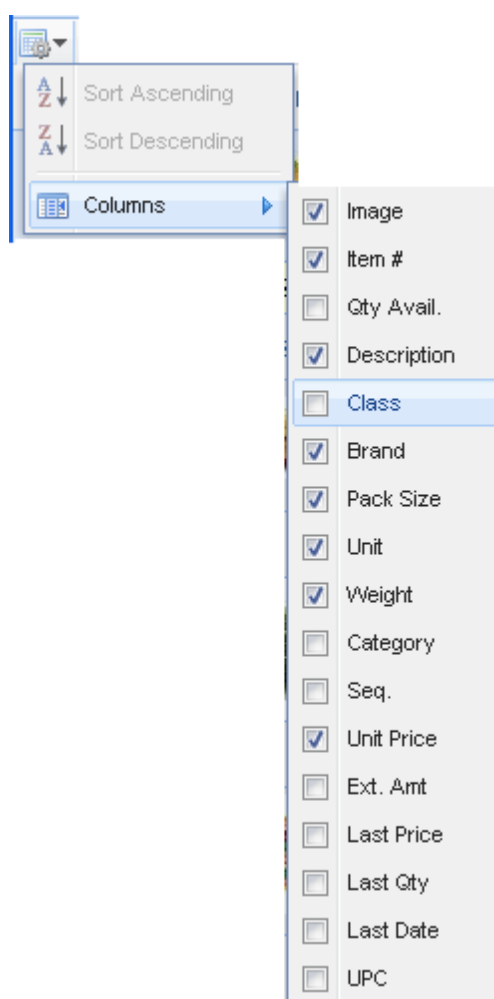 Sort Ascending
Sort Descending
Columns
Image
Item #
Qty Avail.
Description
Class
Brand
Pack Size
Unit
Weight
Category
Seq.
Unit Price
Ext. Amt
Last Price
Last Qty
Last Date
UPC